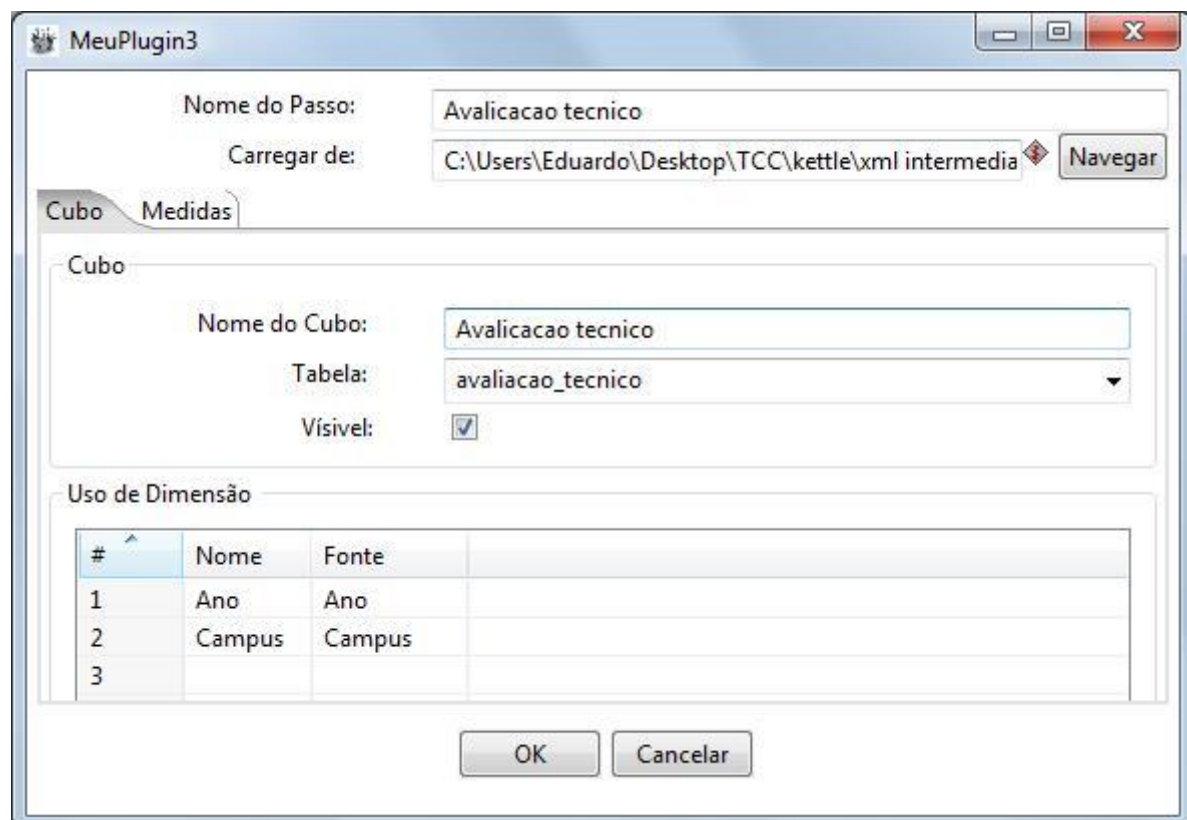 MeuPlugin3
Nome do Passo: Avalicacao tecnico
Carregar de: C:\Users\Eduardo\Desktop\TCC\kettle\xml intermedia Navegar
Cubo Medidas
Cubo
Nome do Cubo: Avalicacao tecnico
Tabela: avaliacao_tecnico
Vísivel:
Uso de Dimensão
# Nome Fonte
1 Ano Ano
2 Campus Campus
3
OK Cancelar